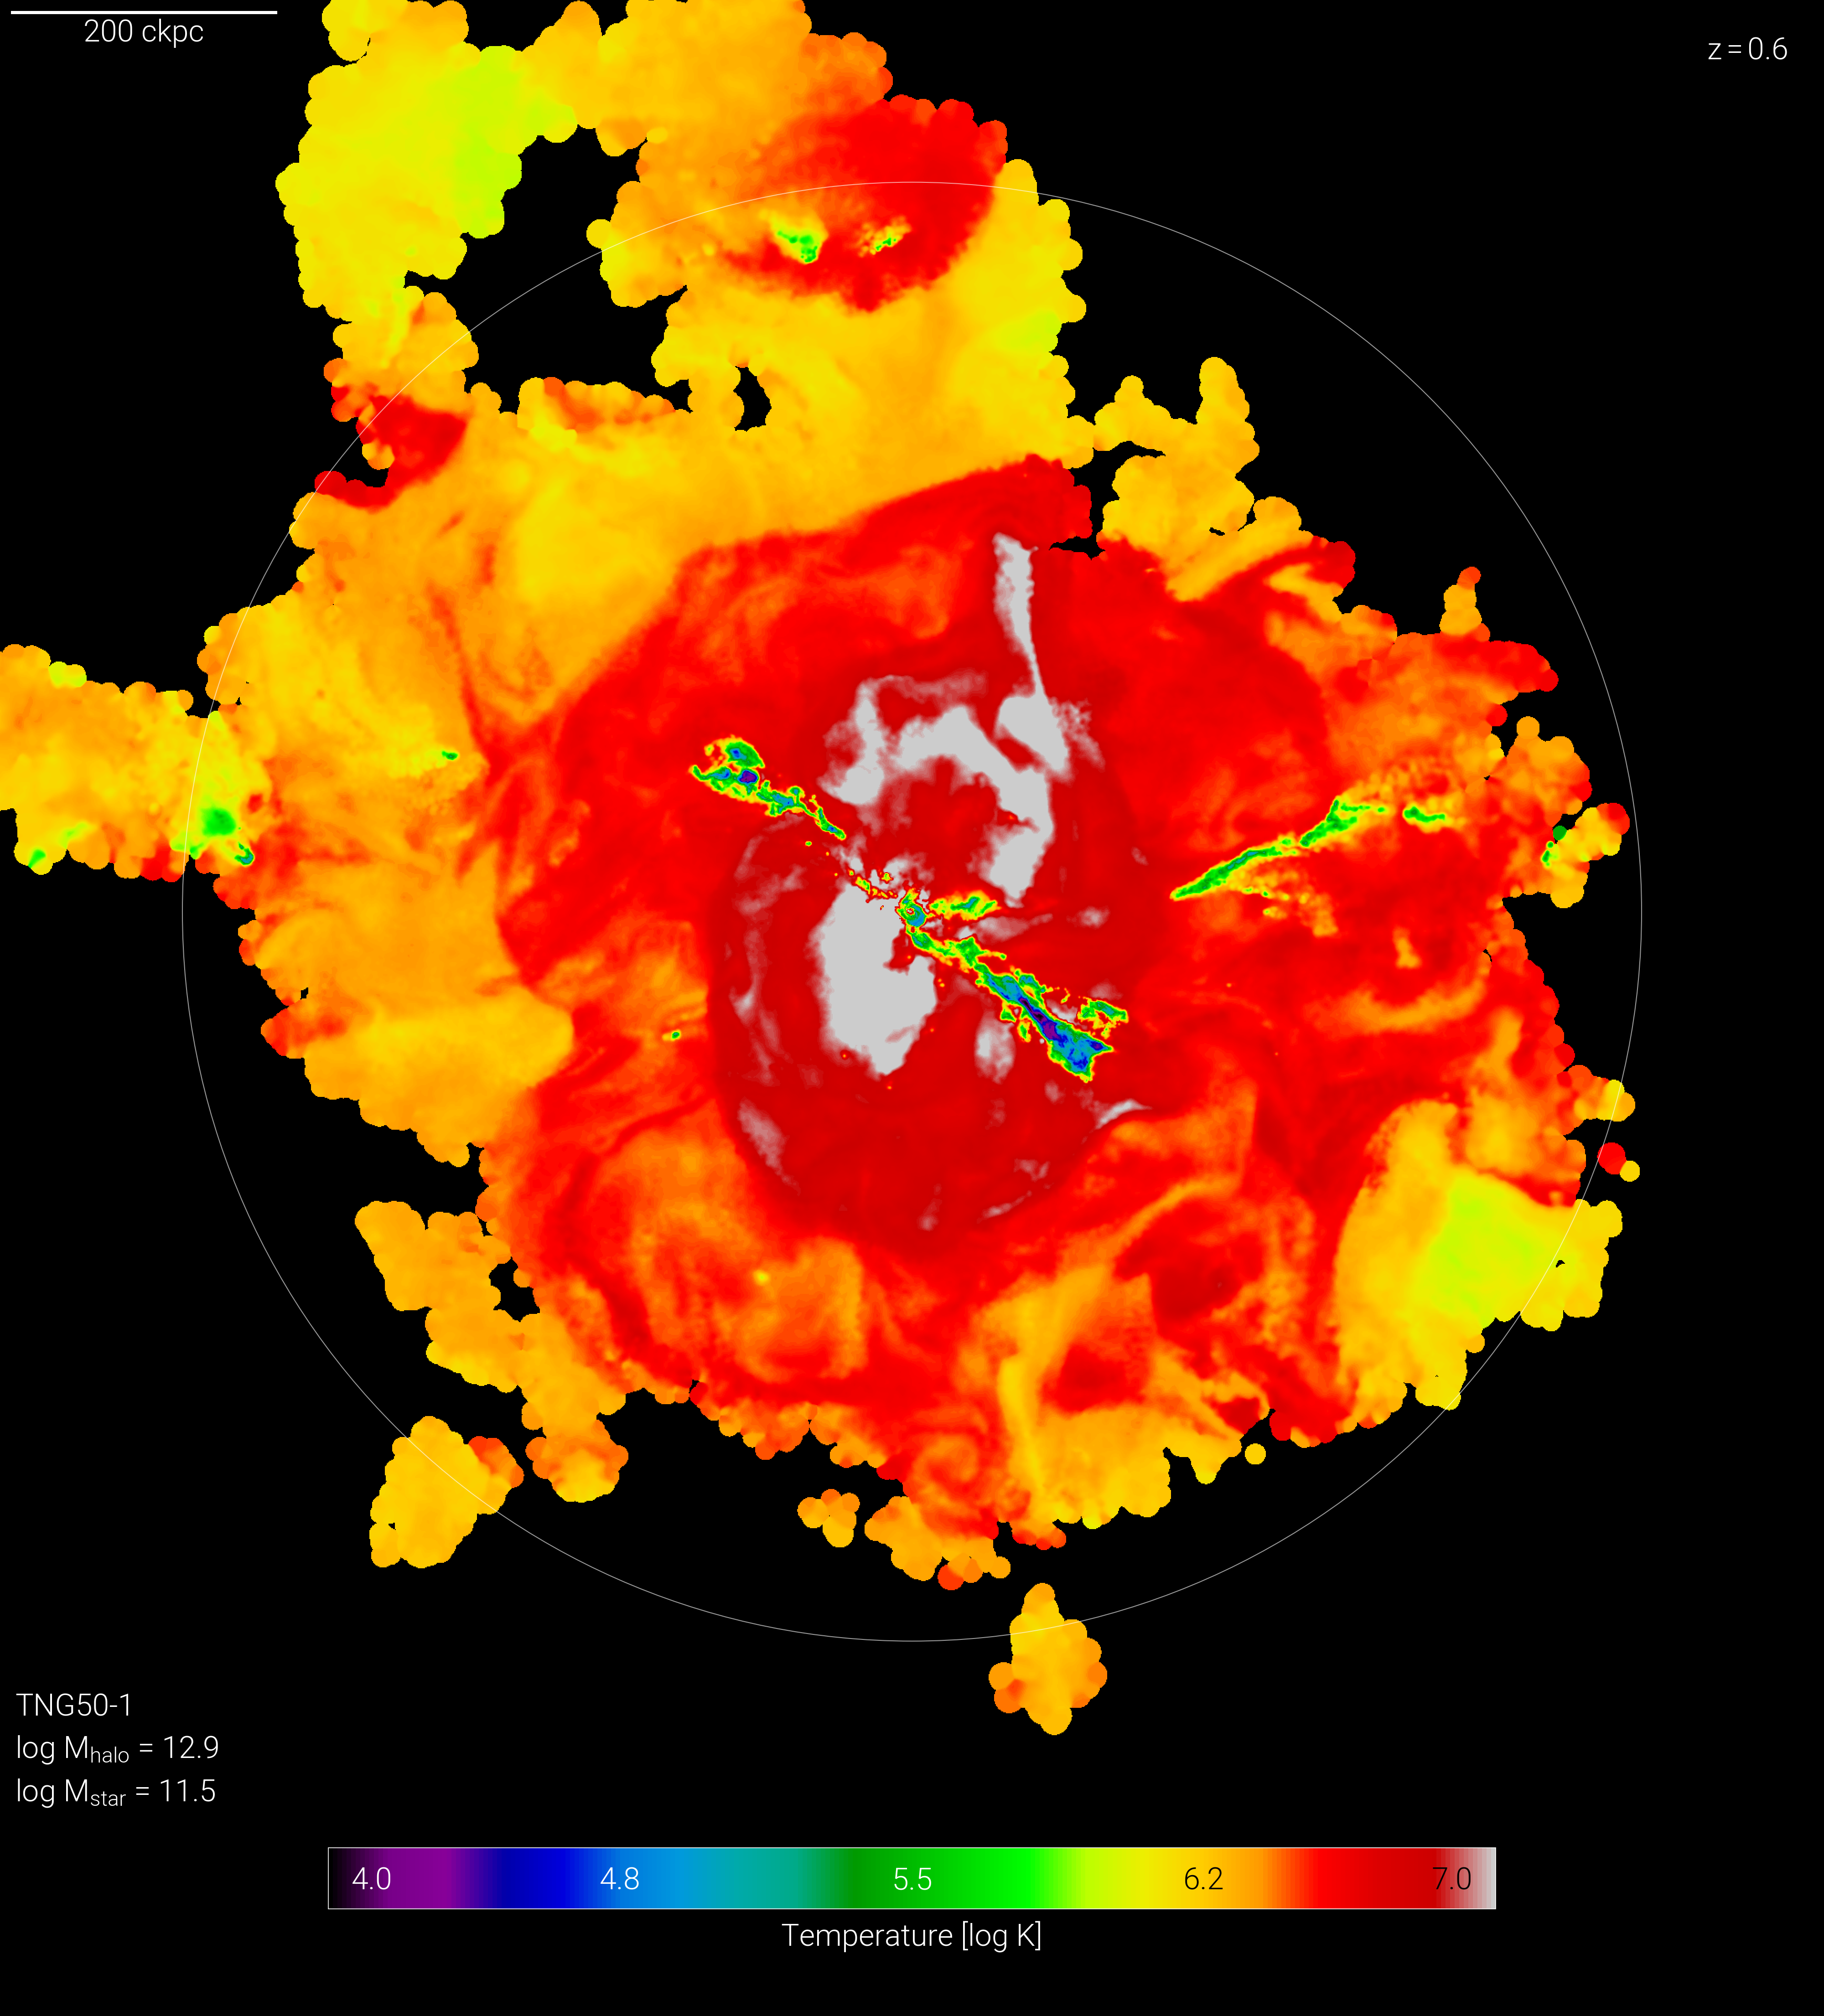 200 ckpc
z = 0.6
TNG50-1
log Mhalo = 12.9
log Mstar = 11.5
4.0 4.8 5.5 6.2 7.0
Temperature [log K]